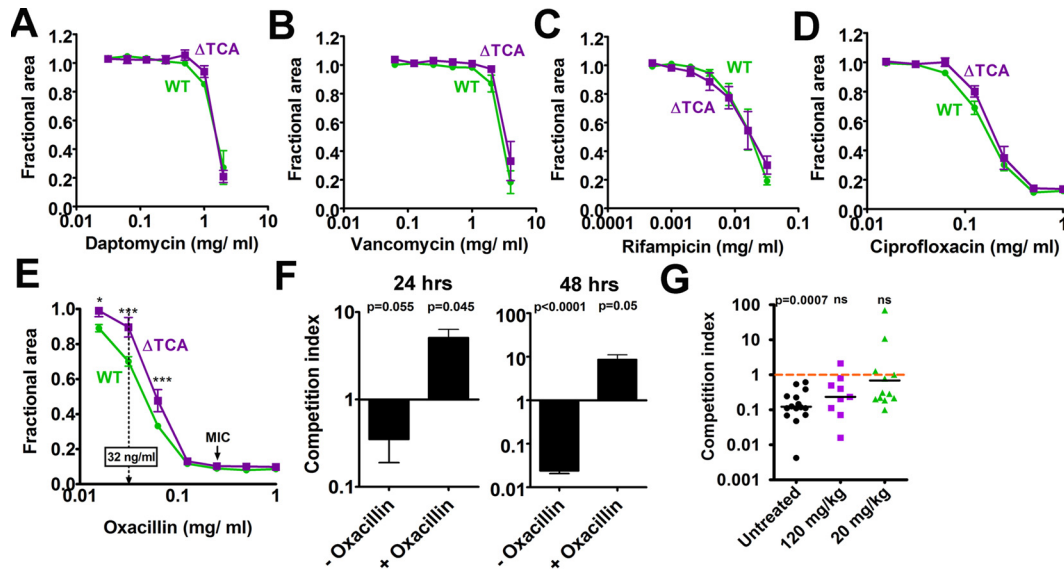 A
Fractional area
1.2
1.0
0.8
0.6
0.4
0.2
0.0
ΔTCA
WT
0.01
0.1
1
10
Daptomycin (mg/ ml)
B
Fractional area
1.2
1.0
0.8
0.6
0.4
0.2
0.0
ΔTCA
WT
0.01
0.1
1
10
Vancomycin (mg/ ml)
C
Fractional area
1.2
1.0
0.8
0.6
0.4
0.2
0.0
WT
ΔTCA
0.0001
0.001
0.01
0.1
Rifampicin (mg/ ml)
D
Fractional area
1.2
1.0
0.8
0.6
0.4
0.2
0.0
ΔTCA
WT
0.01
0.1
1
Ciprofloxacin (mg/ ml)
E
Fractional area
1.0
0.8
0.6
0.4
0.2
0.0
*
***
***
ΔTCA
WT
MIC
32 ng/ml
0.01
0.1
1
Oxacillin (mg/ ml)
F
24 hrs
p=0.055
p=0.045
Competition index
10
1
0.1
- Oxacillin
+ Oxacillin
48 hrs
p<0.0001
p=0.05
100
10
1
0.1
0.01
- Oxacillin
+ Oxacillin
G
Competition index
100
10
1
0.1
0.01
0.001
p=0.0007
ns
ns
Untreated
120 mg/kg
20 mg/kg